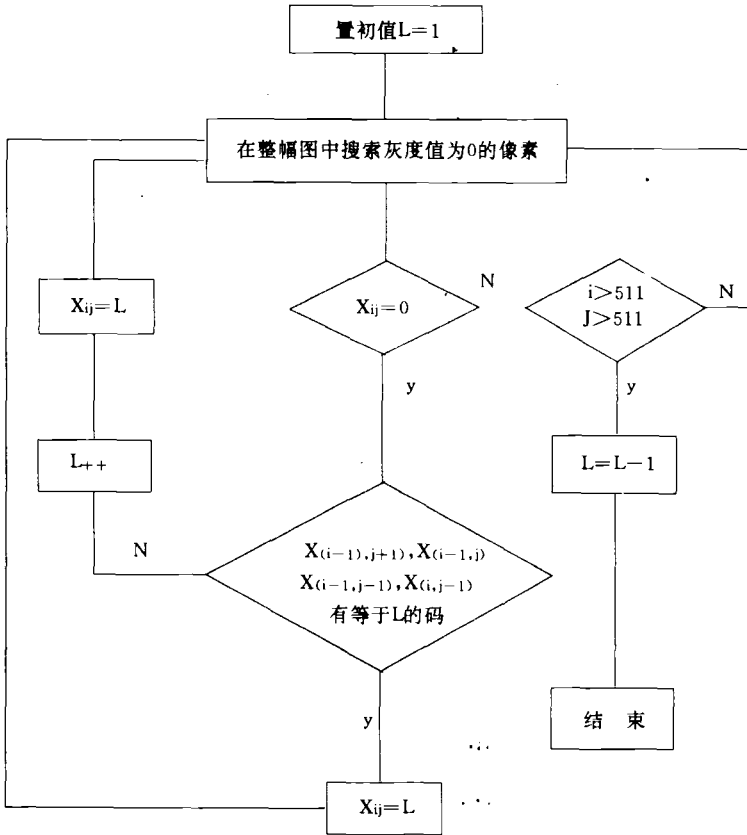 置初值L=1
在整幅图中搜索灰度值为0的像素
Xij=L
Xij=0
N
i>511
J>511
N
y
y
L++
L=L-1
N
X(i-1),j+1),X(i-1,j)
X(i-1,j-1),X(i,j-1)
有等于L的码
y
结 束
Xij=L